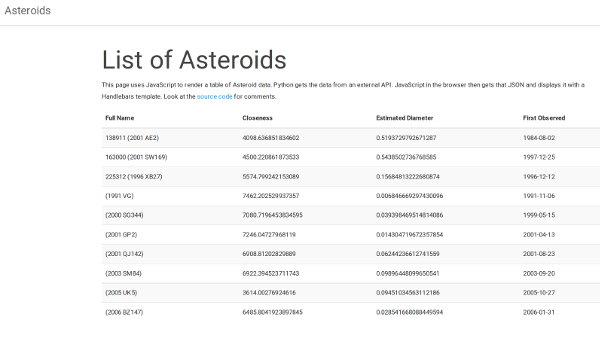 Asteroids
List of Asteroids
This page uses JavaScript to render a table of Asteroid data. Python gets the data from an external API. JavaScript in the browser then gets that JSON and displays it with a
Handlebars template. Look at the source code for comments.
Full Name Closeness Estimated Diameter First Observed
138911 (2001 AE2) 4098.636851834602 0.5193729792671287 1984-08-02
163000 (2001 SW169) 4500.220861873533 0.5438502736768585 1997-12-25
225312 (1996 XB27) 5574.799242153089 0.15684813222680874 1996-12-12
(1991 VG) 7462.202529937357 0.006846669297430096 1991-11-06
(2000 SG344) 7080.7196453834595 0.039398469514814086 1999-05-15
(2001 GP2) 7246.04727968119 0.014304719672357854 2001-04-13
(2001 QJ142) 6908.81202829889 0.06244236612741559 2001-08-23
(2003 SM84) 6922.394523711743 0.09896448099650541 2003-09-20
(2005 UK5) 3614.00276924616 0.09451034563112186 2005-10-27
(2006 BZ147) 6485.8041923897845 0.028541668088449594 2006-01-31